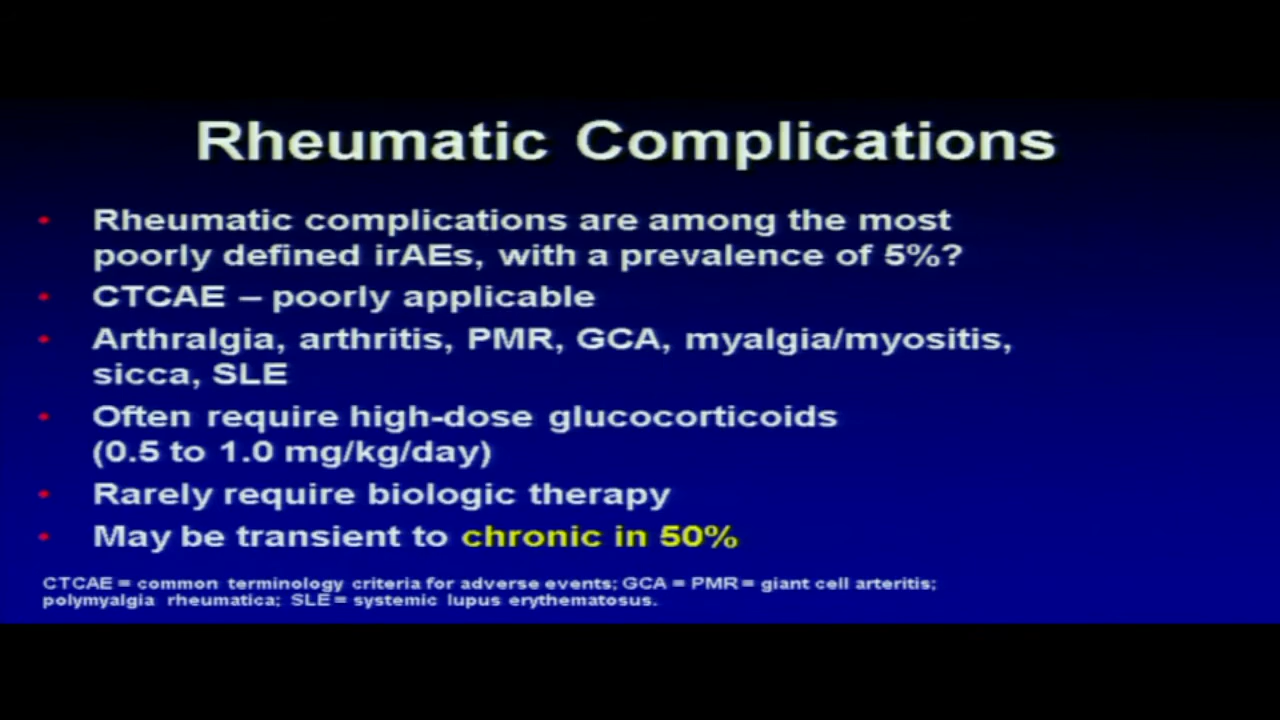 Rheumatic Complications
• Rheumatic complications are among the most
poorly defined irAEs, with a prevalence of 5%?
• CTCAE – poorly applicable
• Arthralgia, arthritis, PMR, GCA, myalgia/myositis,
sicca, SLE
• Often require high-dose glucocorticoids
(0.5 to 1.0 mg/kg/day)
• Rarely require biologic therapy
• May be transient to chronic in 50%
CTCAE = common terminology criteria for adverse events; GCA = PMR = giant cell arteritis;
polymyalgia rheumatica; SLE = systemic lupus erythematosus.